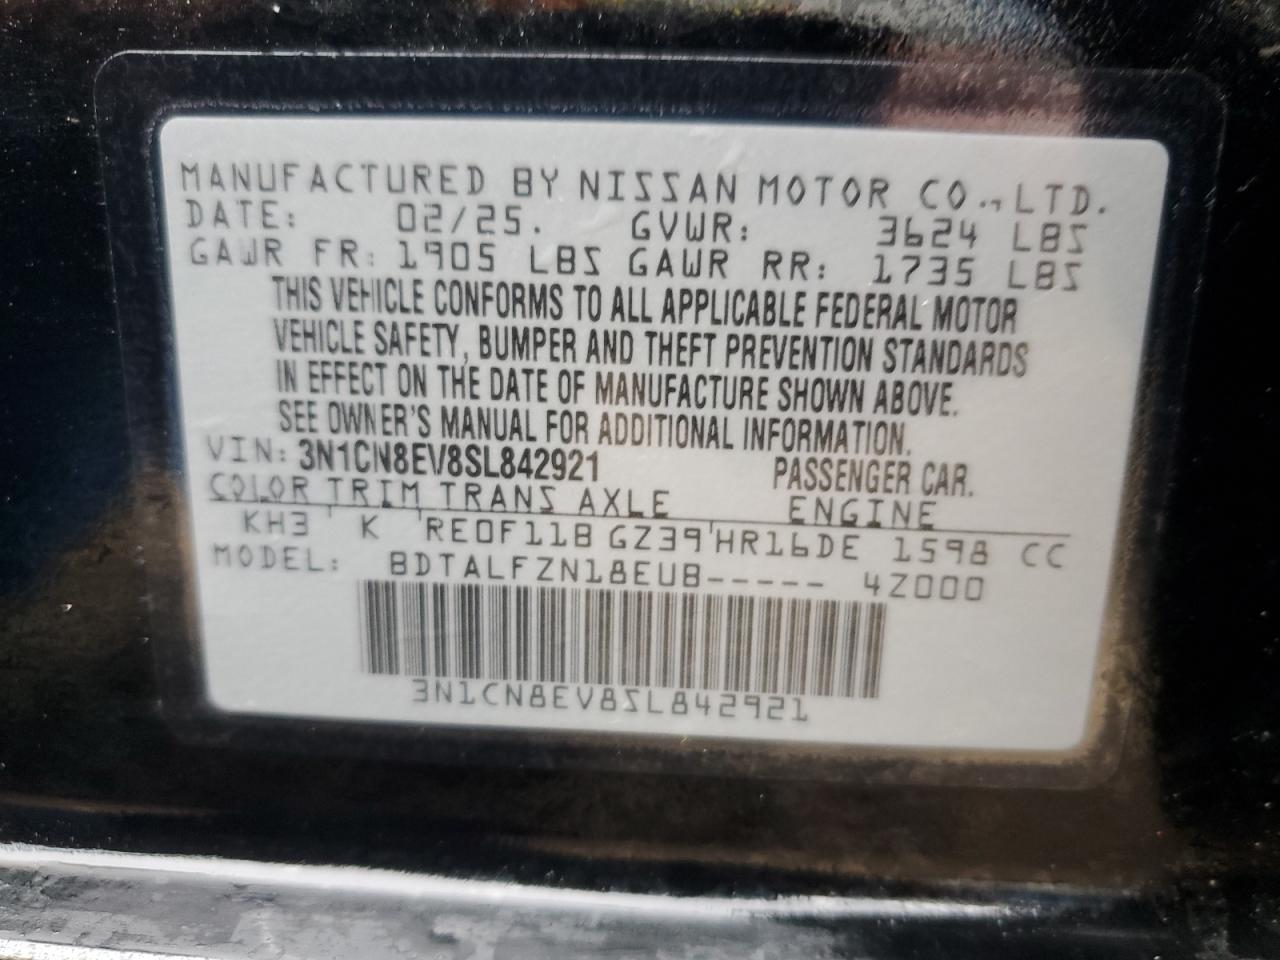 MANUFACTURED BY NISSAN MOTOR CO., LTD.
DATE: 02/25. GVWR: 3624 LBS
GAWR FR: 1905 LBS GAWR RR: 1735 LBS
THIS VEHICLE CONFORMS TO ALL APPLICABLE FEDERAL MOTOR
VEHICLE SAFETY, BUMPER AND THEFT PREVENTION STANDARDS
IN EFFECT ON THE DATE OF MANUFACTURE SHOWN ABOVE.
SEE OWNER'S MANUAL FOR ADDITIONAL INFORMATION.
VIN: 3N1CN8EV8SL842921 PASSENGER CAR.
COLOR TRIM TRANS AXLE ENGINE
KH3 K RE0F11B GZ39 HR16DE 1598 CC
MODEL: BDTALFZN18EUB----- 4Z000
3N1CN8EV8SL842921